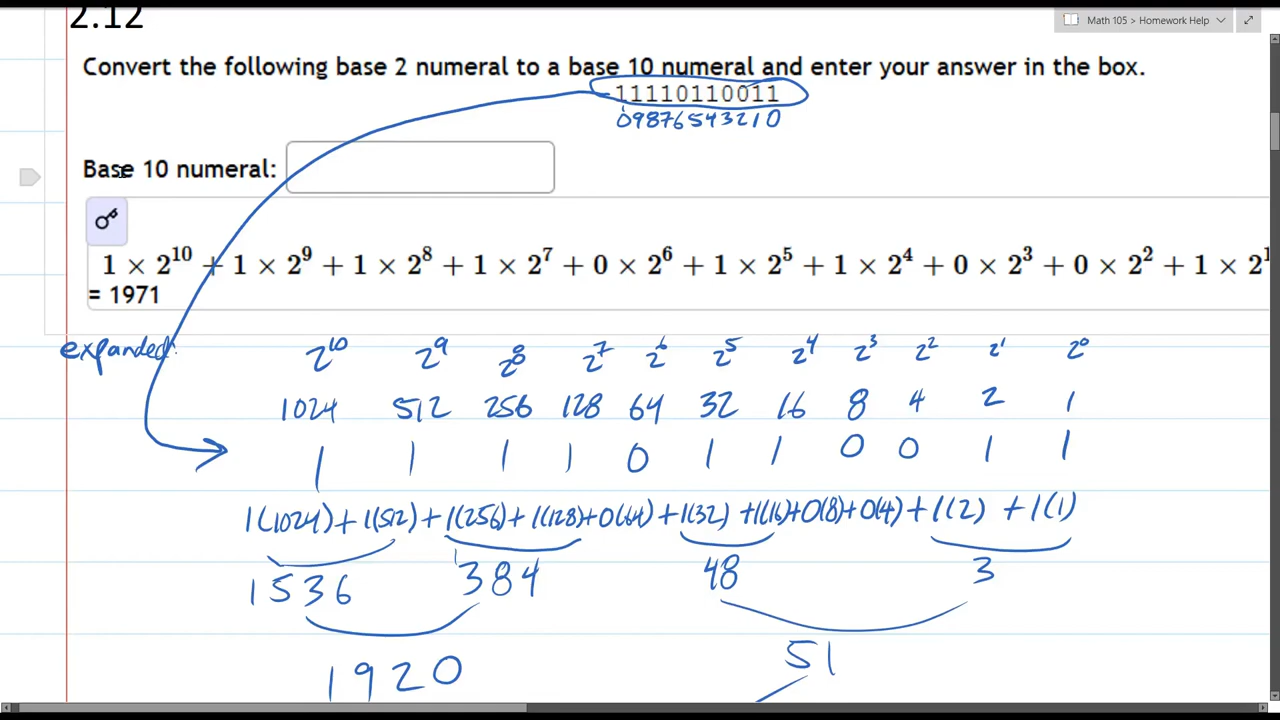 2.12
Math 105 > Homework Help
Convert the following base 2 numeral to a base 10 numeral and enter your answer in the box.
11110110011
09876543210
Base 10 numeral:
1 × 2¹⁰ + 1 × 2⁹ + 1 × 2⁸ + 1 × 2⁷ + 0 × 2⁶ + 1 × 2⁵ + 1 × 2⁴ + 0 × 2³ + 0 × 2² + 1 × 2¹
= 1971
expanded: 2¹⁰ 2⁹ 2⁸ 2⁷ 2⁶ 2⁵ 2⁴ 2³ 2² 2¹ 2⁰
1024 512 256 128 64 32 16 8 4 2 1
1 1 1 1 0 1 1 0 0 1 1
1(1024)+1(512)+1(256)+1(128)+0(64)+1(32)+1(16)+0(8)+0(4)+1(2)+1(1)
1536 384 48 3
1920 51